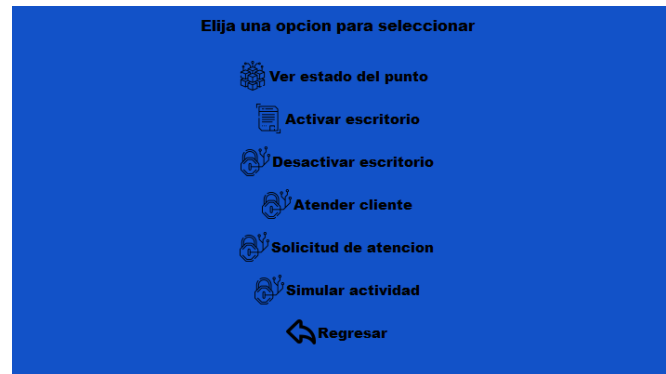 Elija una opcion para seleccionar
Ver estado del punto
Activar escritorio
Desactivar escritorio
Atender cliente
Solicitud de atencion
Simular actividad
Regresar